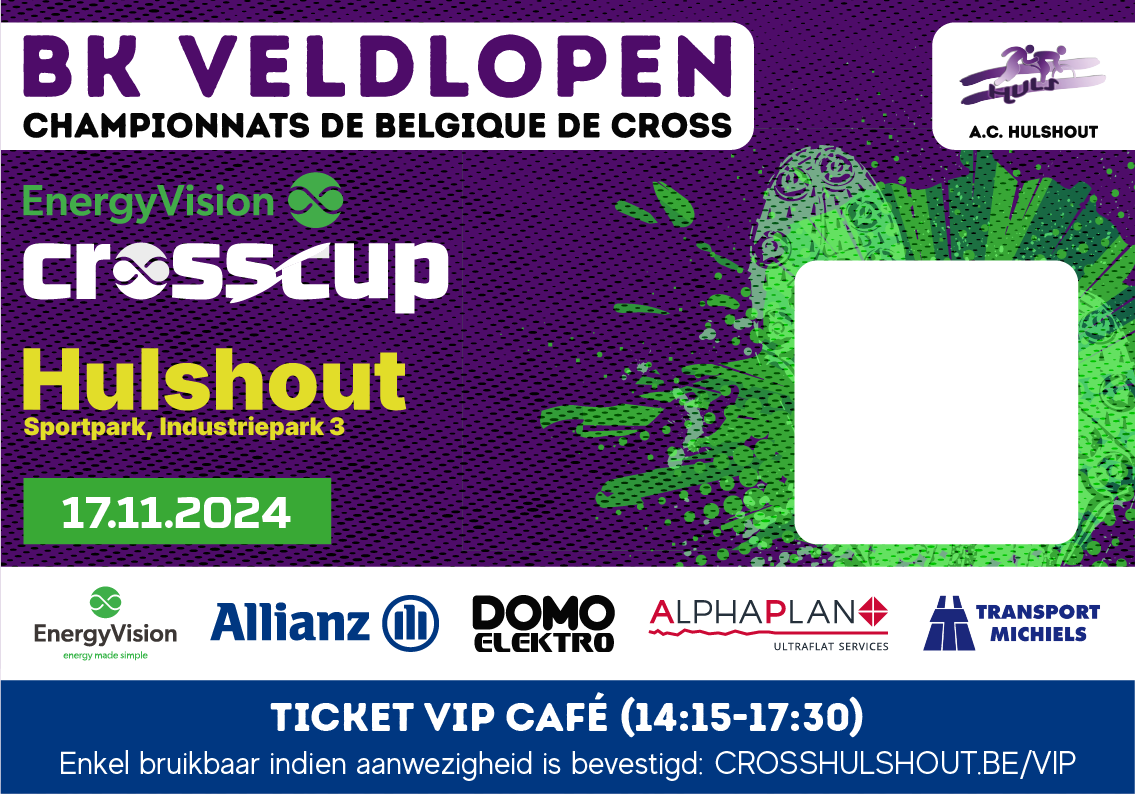 BK VELDLOPEN
CHAMPIONNATS DE BELGIQUE DE CROSS
HULS
A.C. HULSHOUT
EnergyVision
crosscup
Hulshout
Sportpark, Industriepark 3
17.11.2024
EnergyVision
energy made simple
Allianz
DOMO
ELEKTRO
ALPHAPLAN
ULTRAFLAT SERVICES
TRANSPORT
MICHIELS
TICKET VIP CAFÉ (14:15-17:30)
Enkel bruikbaar indien aanwezigheid is bevestigd: CROSSHULSHOUT.BE/VIP